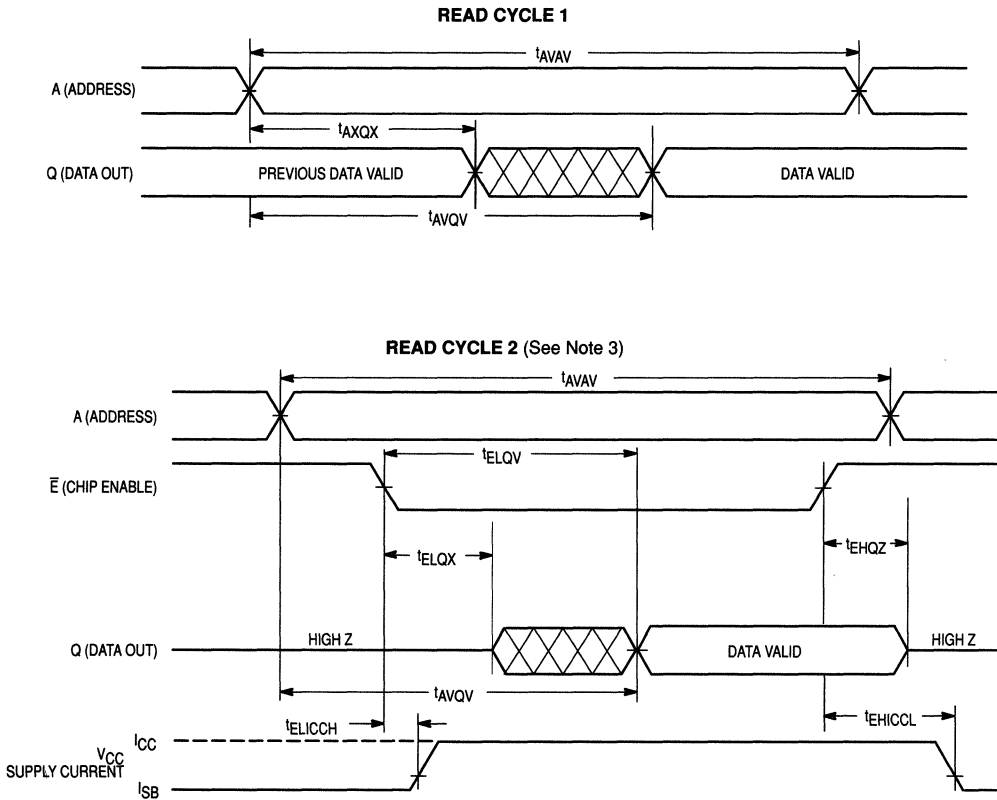 READ CYCLE 1
tAVAV
A (ADDRESS)
tAXQX
Q (DATA OUT)
PREVIOUS DATA VALID
DATA VALID
tAVQV
READ CYCLE 2 (See Note 3)
tAVAV
A (ADDRESS)
tELQV
E̅ (CHIP ENABLE)
tELQX
tEHQZ
Q (DATA OUT)
HIGH Z
DATA VALID
HIGH Z
tAVQV
tELICCH
tEHICCL
ICC
VCC
SUPPLY CURRENT
ISB